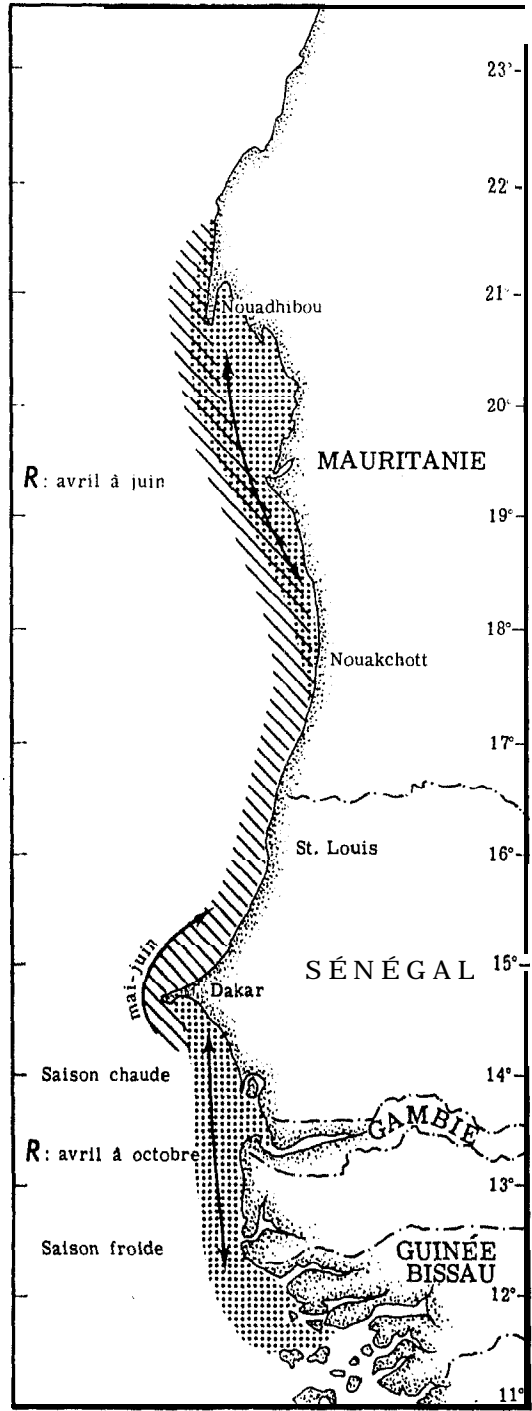 23°
22°
21°
Nouadhibou
20°
MAURITANIE
R: avril à juin
19°
18°
Nouakchott
17°
St. Louis
16°
mai-juin
SÉNÉGAL
15°
Dakar
Saison chaude
14°
GAMBIE
R: avril à octobre
13°
Saison froide
GUINÉE
BISSAU
12°
11°